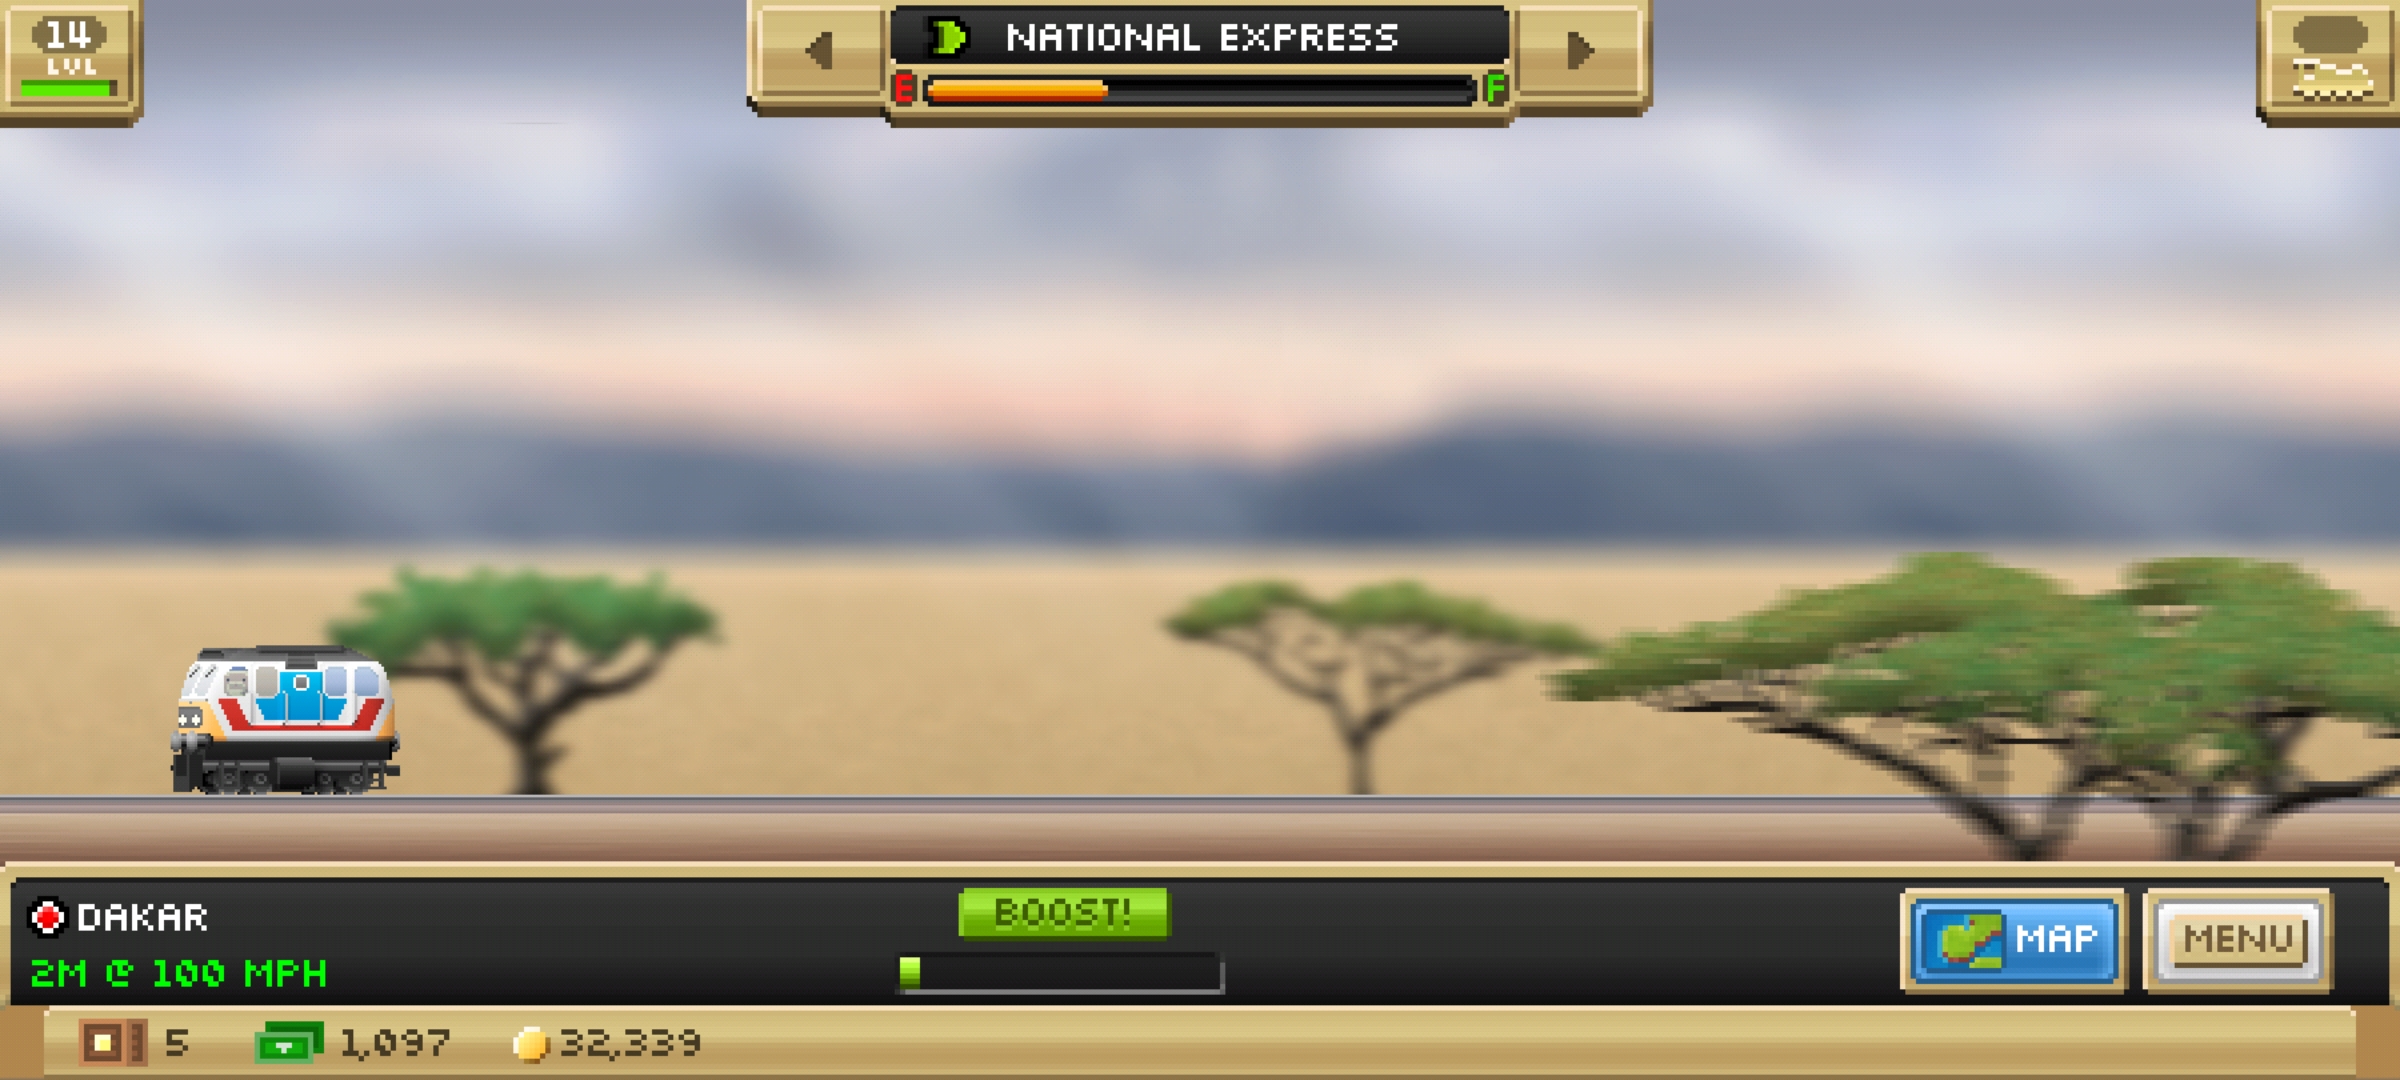 14
LVL
NATIONAL EXPRESS
E F
DAKAR
2M @ 100 MPH
BOOST!
MAP
MENU
5 1,097 32,339